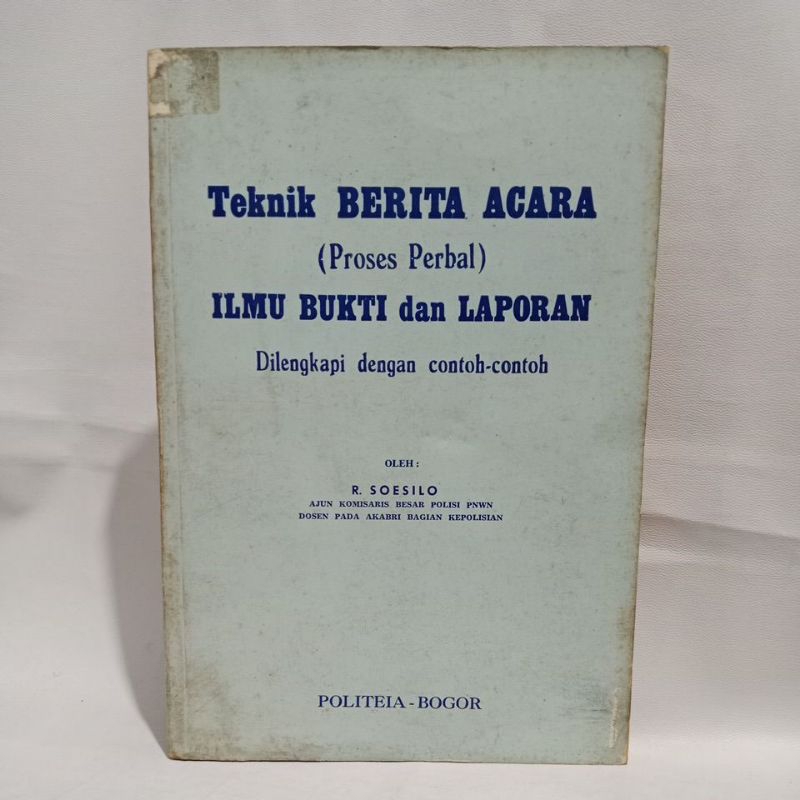 Teknik BERITA ACARA
(Proses Perbal)
ILMU BUKTI dan LAPORAN
Dilengkapi dengan contoh-contoh
OLEH :
R. SOESILO
AJUN KOMISARIS BESAR POLISI PNWN
DOSEN PADA AKABRI BAGIAN KEPOLISIAN
POLITEIA - BOGOR